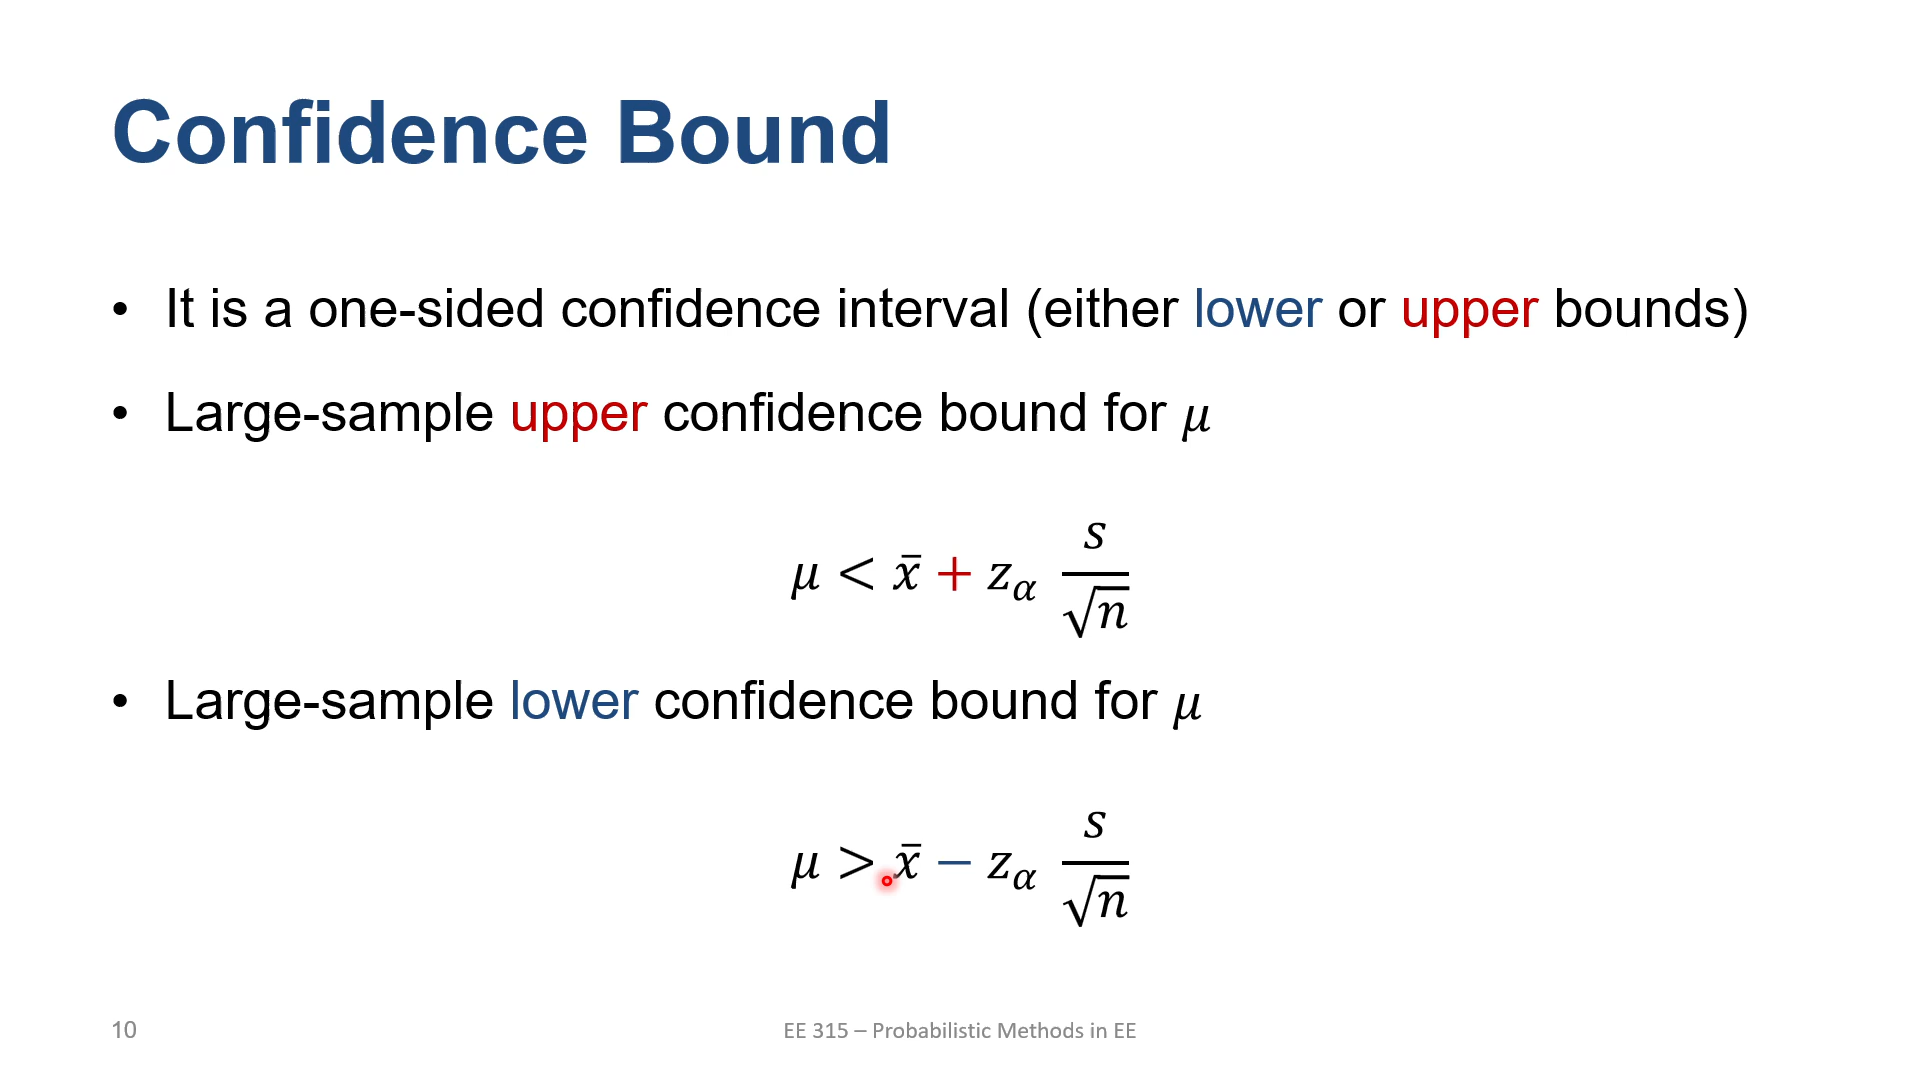 Confidence Bound
• It is a one-sided confidence interval (either lower or upper bounds)
• Large-sample upper confidence bound for μ
μ < x̄ + z_α s/√n
• Large-sample lower confidence bound for μ
μ > x̄ − z_α s/√n
10
EE 315 – Probabilistic Methods in EE